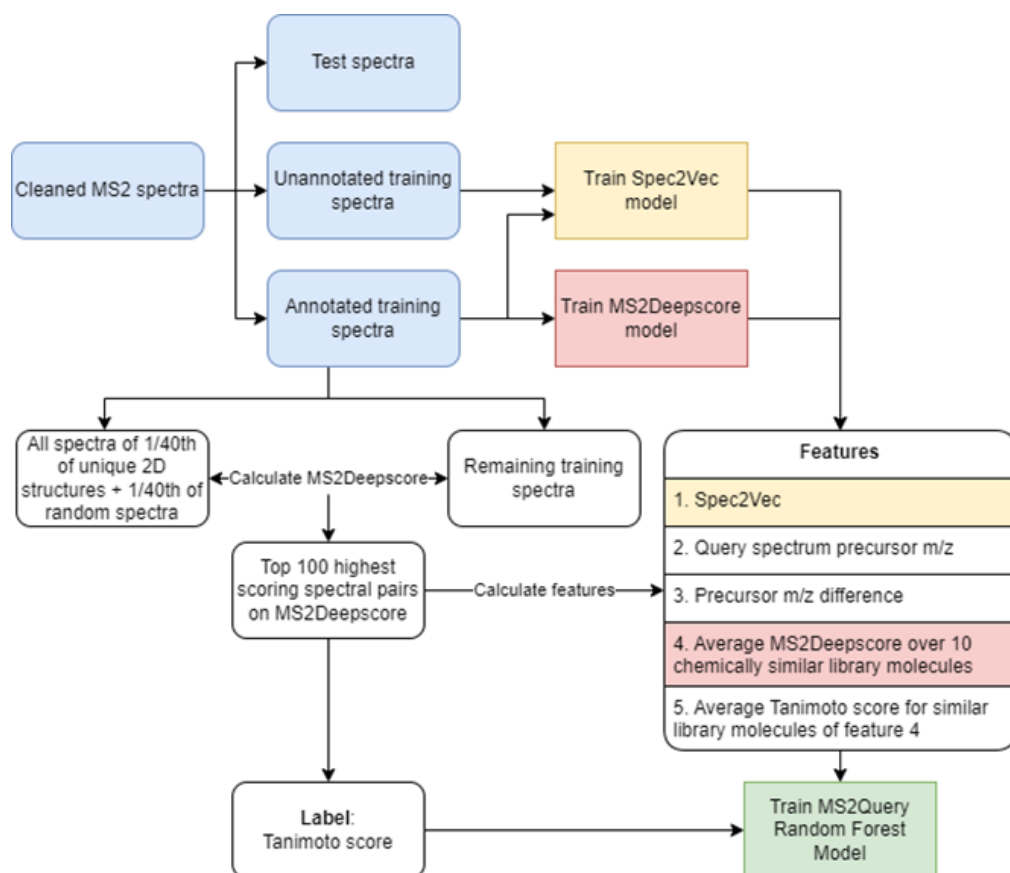 Test spectra
Cleaned MS2 spectra
Unannotated training
spectra
Train Spec2Vec
model
Annotated training
spectra
Train MS2Deepscore
model
All spectra of 1/40th
of unique 2D
structures + 1/40th of
random spectra
Calculate MS2Deepscore
Remaining training
spectra
Features
1. Spec2Vec
2. Query spectrum precursor m/z
3. Precursor m/z difference
4. Average MS2Deepscore over 10
chemically similar library molecules
5. Average Tanimoto score for similar
library molecules of feature 4
Top 100 highest
scoring spectral pairs
on MS2Deepscore
Calculate features
Label:
Tanimoto score
Train MS2Query
Random Forest
Model